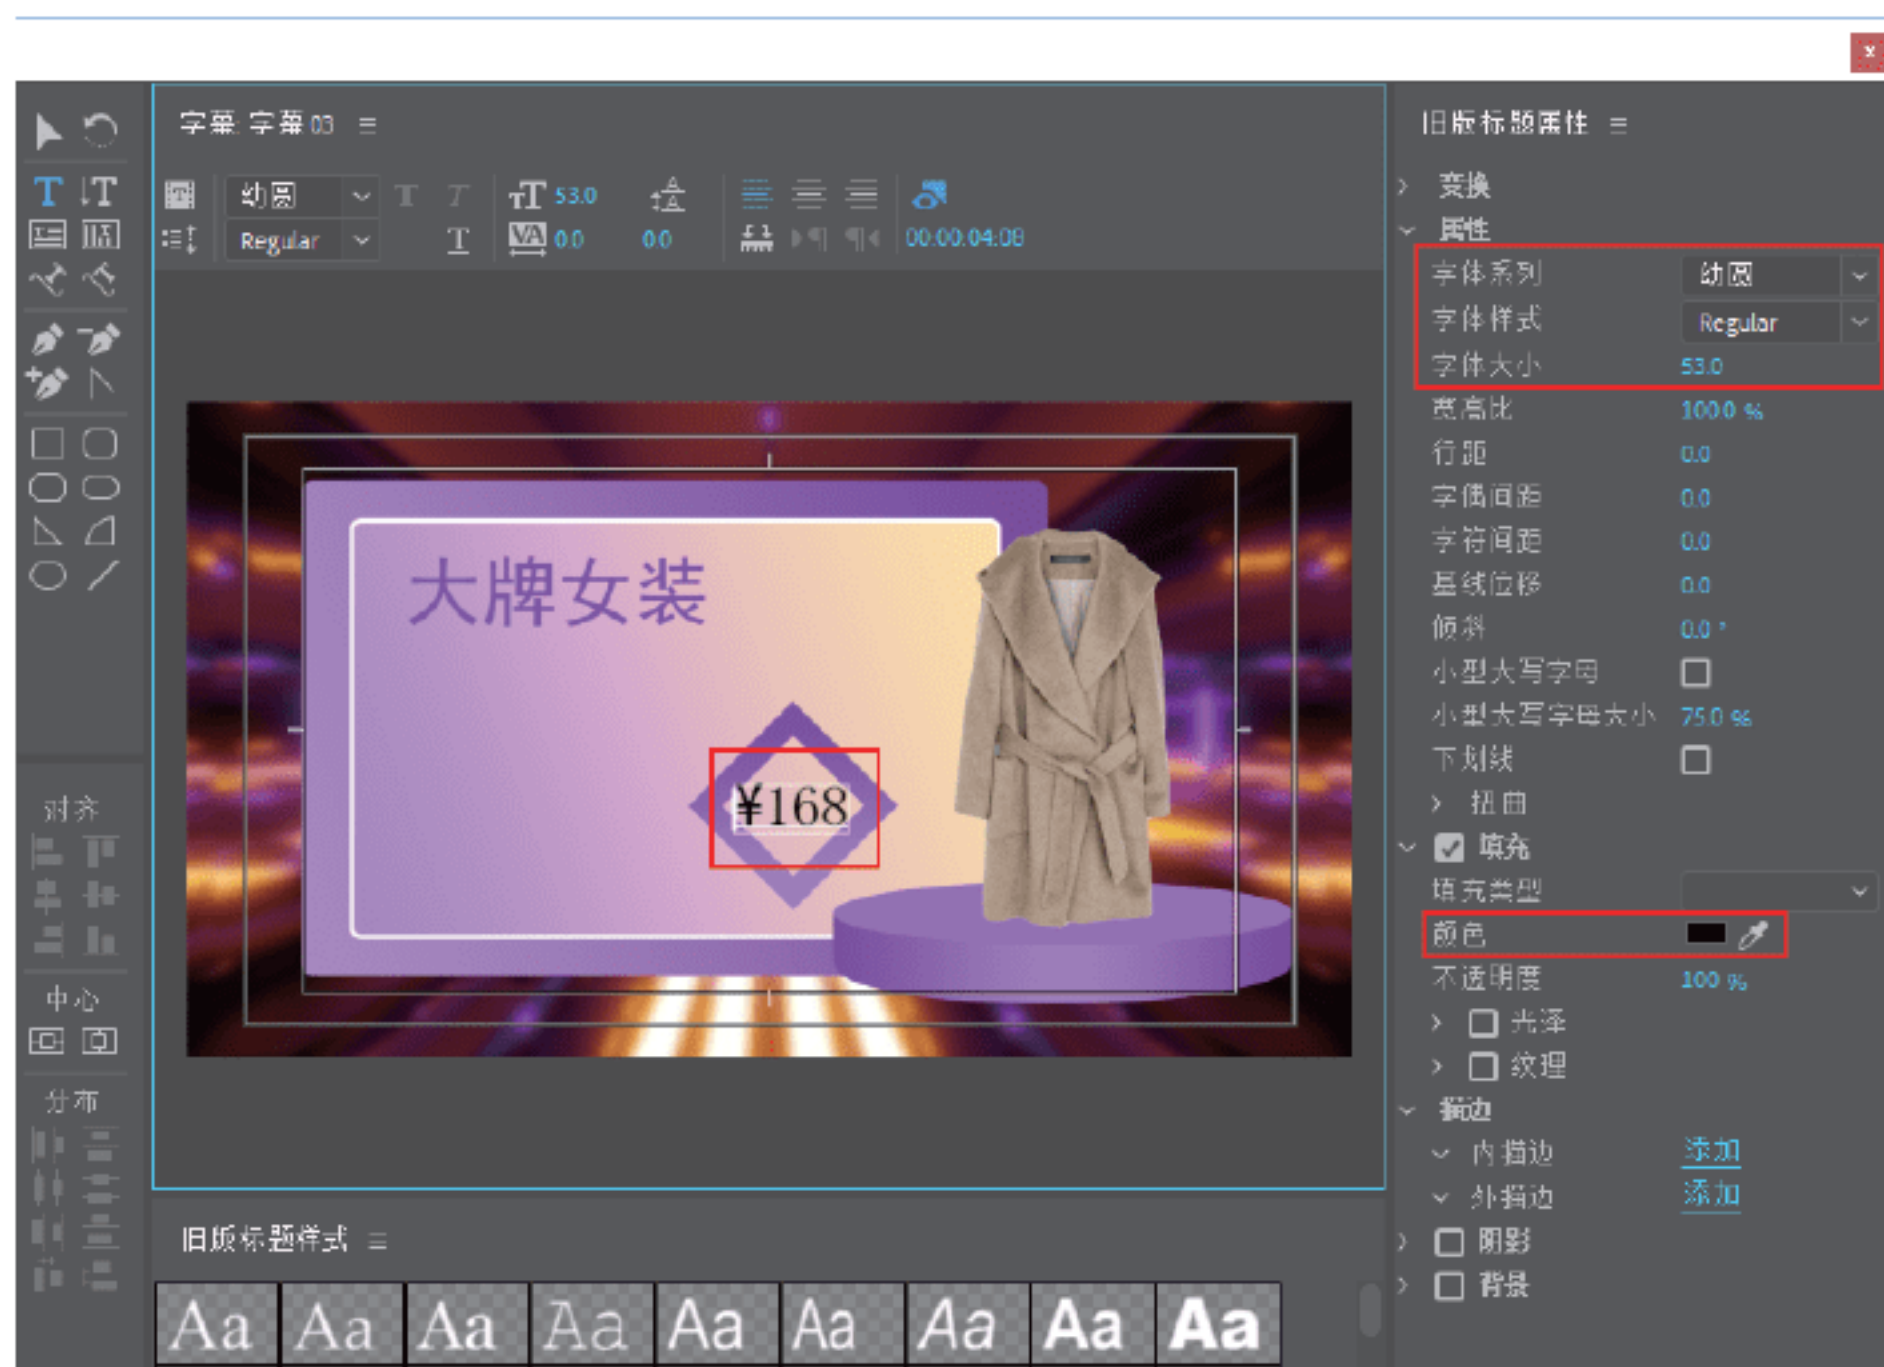 字幕: 字幕 03
幼圆
53.0
Regular
0.0
0.0
00:00:04:08
大牌女装
¥168
对齐
中心
分布
旧版标题样式
Aa Aa Aa Aa Aa Aa Aa Aa Aa
旧版标题属性
变换
属性
字体系列 幼圆
字体样式 Regular
字体大小 53.0
宽高比 100.0 %
行距 0.0
字偶间距 0.0
字符间距 0.0
基线位移 0.0
倾斜 0.0 °
小型大写字母
小型大写字母大小 75.0 %
下划线
扭曲
填充
填充类型
颜色
不透明度 100 %
光泽
纹理
描边
内描边 添加
外描边 添加
阴影
背景